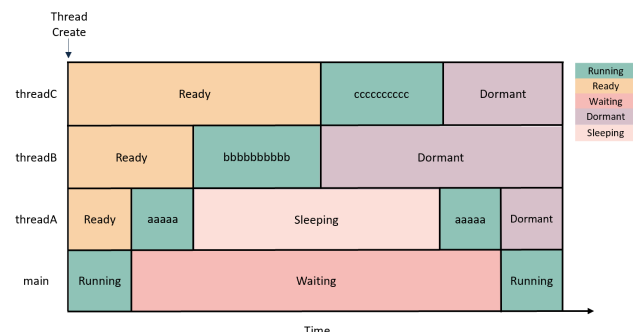 Thread
Create
threadC
Ready
cccccccccc
Dormant
threadB
Ready
bbbbbbbbbb
Dormant
threadA
Ready
aaaaa
Sleeping
aaaaa
Dormant
main
Running
Waiting
Running
Running
Ready
Waiting
Dormant
Sleeping
Time